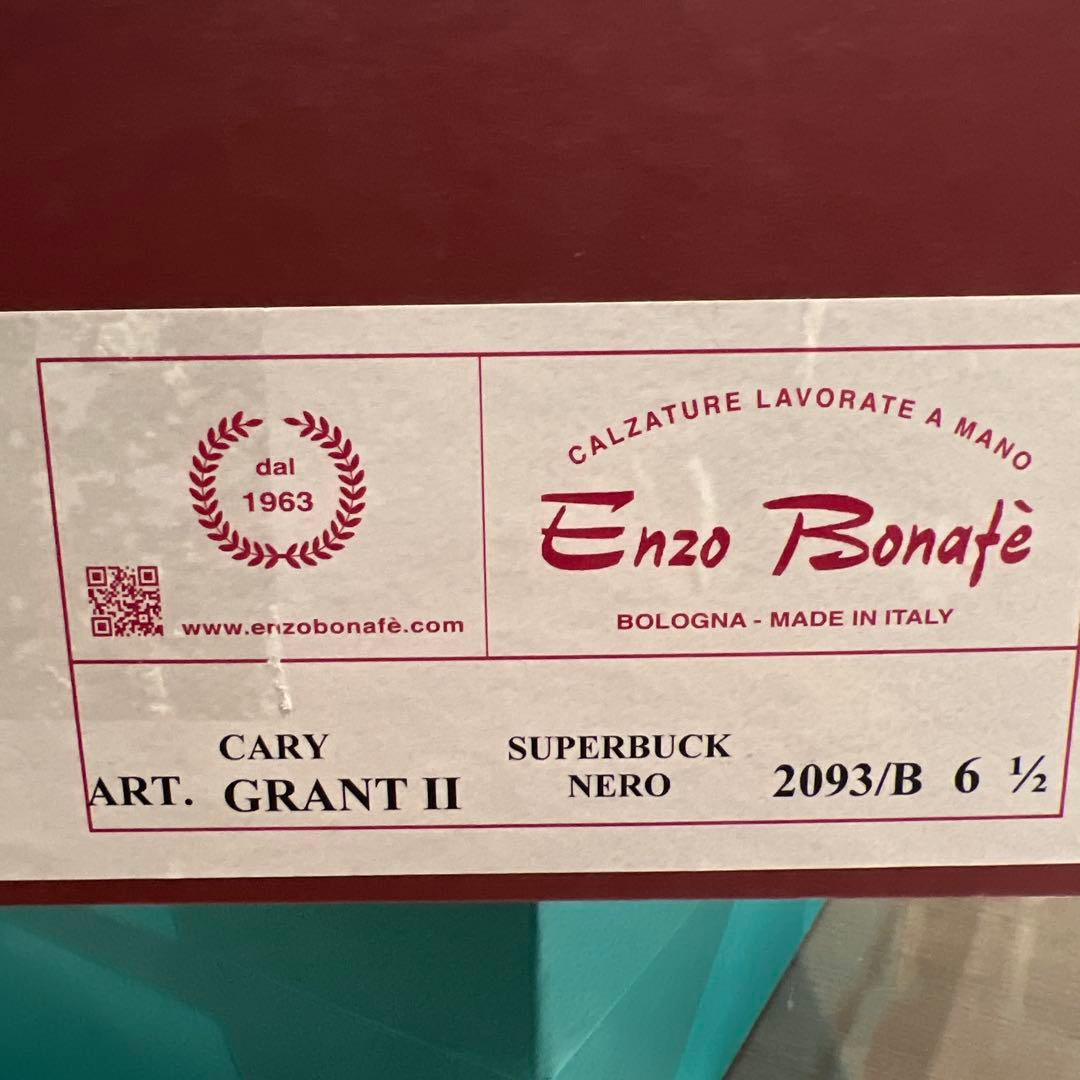 dal
1963
www.enzobonafè.com
CALZATURE LAVORATE A MANO
Enzo Bonafè
BOLOGNA - MADE IN ITALY
CARY
ART. GRANT II
SUPERBUCK
NERO
2093/B 6 ½